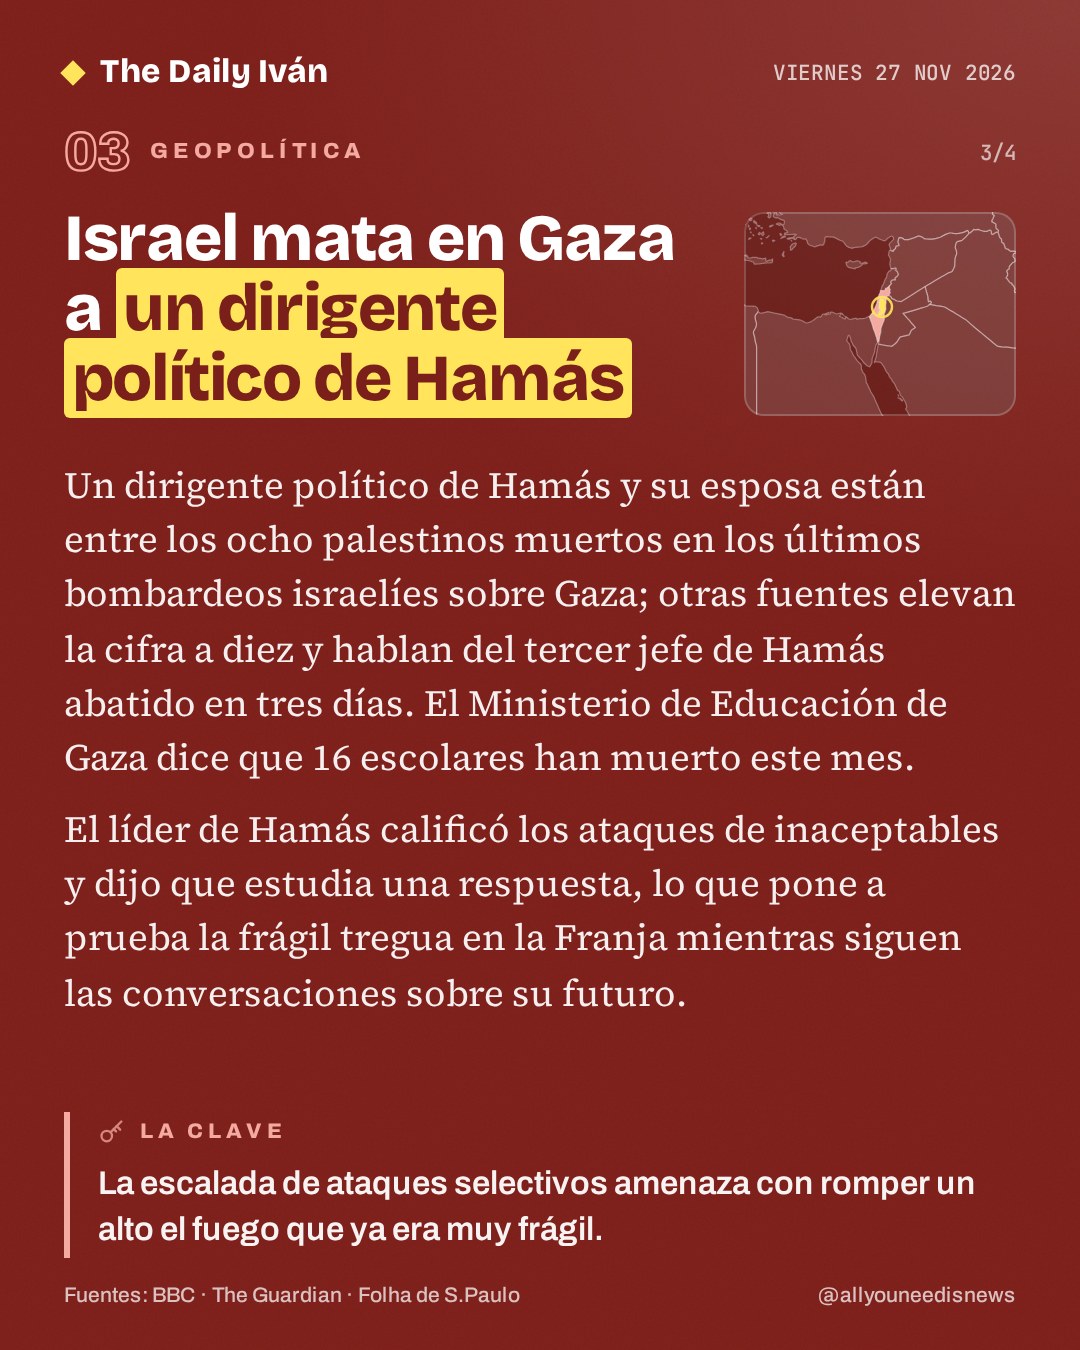 The Daily Iván
VIERNES 27 NOV 2026
03 GEOPOLÍTICA
3/4
Israel mata en Gaza
a un dirigente
político de Hamás
Un dirigente político de Hamás y su esposa están
entre los ocho palestinos muertos en los últimos
bombardeos israelíes sobre Gaza; otras fuentes elevan
la cifra a diez y hablan del tercer jefe de Hamás
abatido en tres días. El Ministerio de Educación de
Gaza dice que 16 escolares han muerto este mes.
El líder de Hamás calificó los ataques de inaceptables
y dijo que estudia una respuesta, lo que pone a
prueba la frágil tregua en la Franja mientras siguen
las conversaciones sobre su futuro.
LA CLAVE
La escalada de ataques selectivos amenaza con romper un
alto el fuego que ya era muy frágil.
Fuentes: BBC · The Guardian · Folha de S.Paulo
@allyouneedisnews